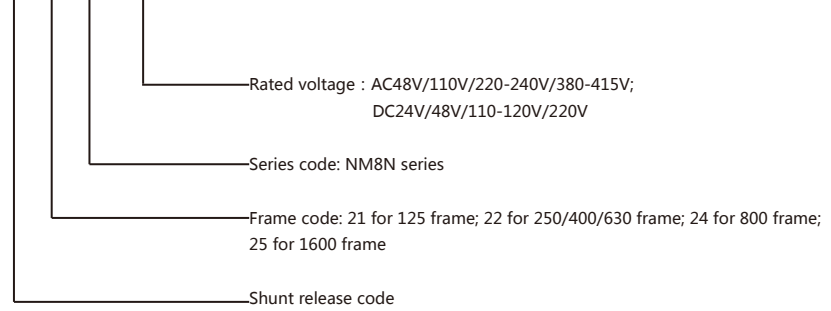 Rated voltage : AC48V/110V/220-240V/380-415V;
DC24V/48V/110-120V/220V
Series code: NM8N series
Frame code: 21 for 125 frame; 22 for 250/400/630 frame; 24 for 800 frame;
25 for 1600 frame
Shunt release code